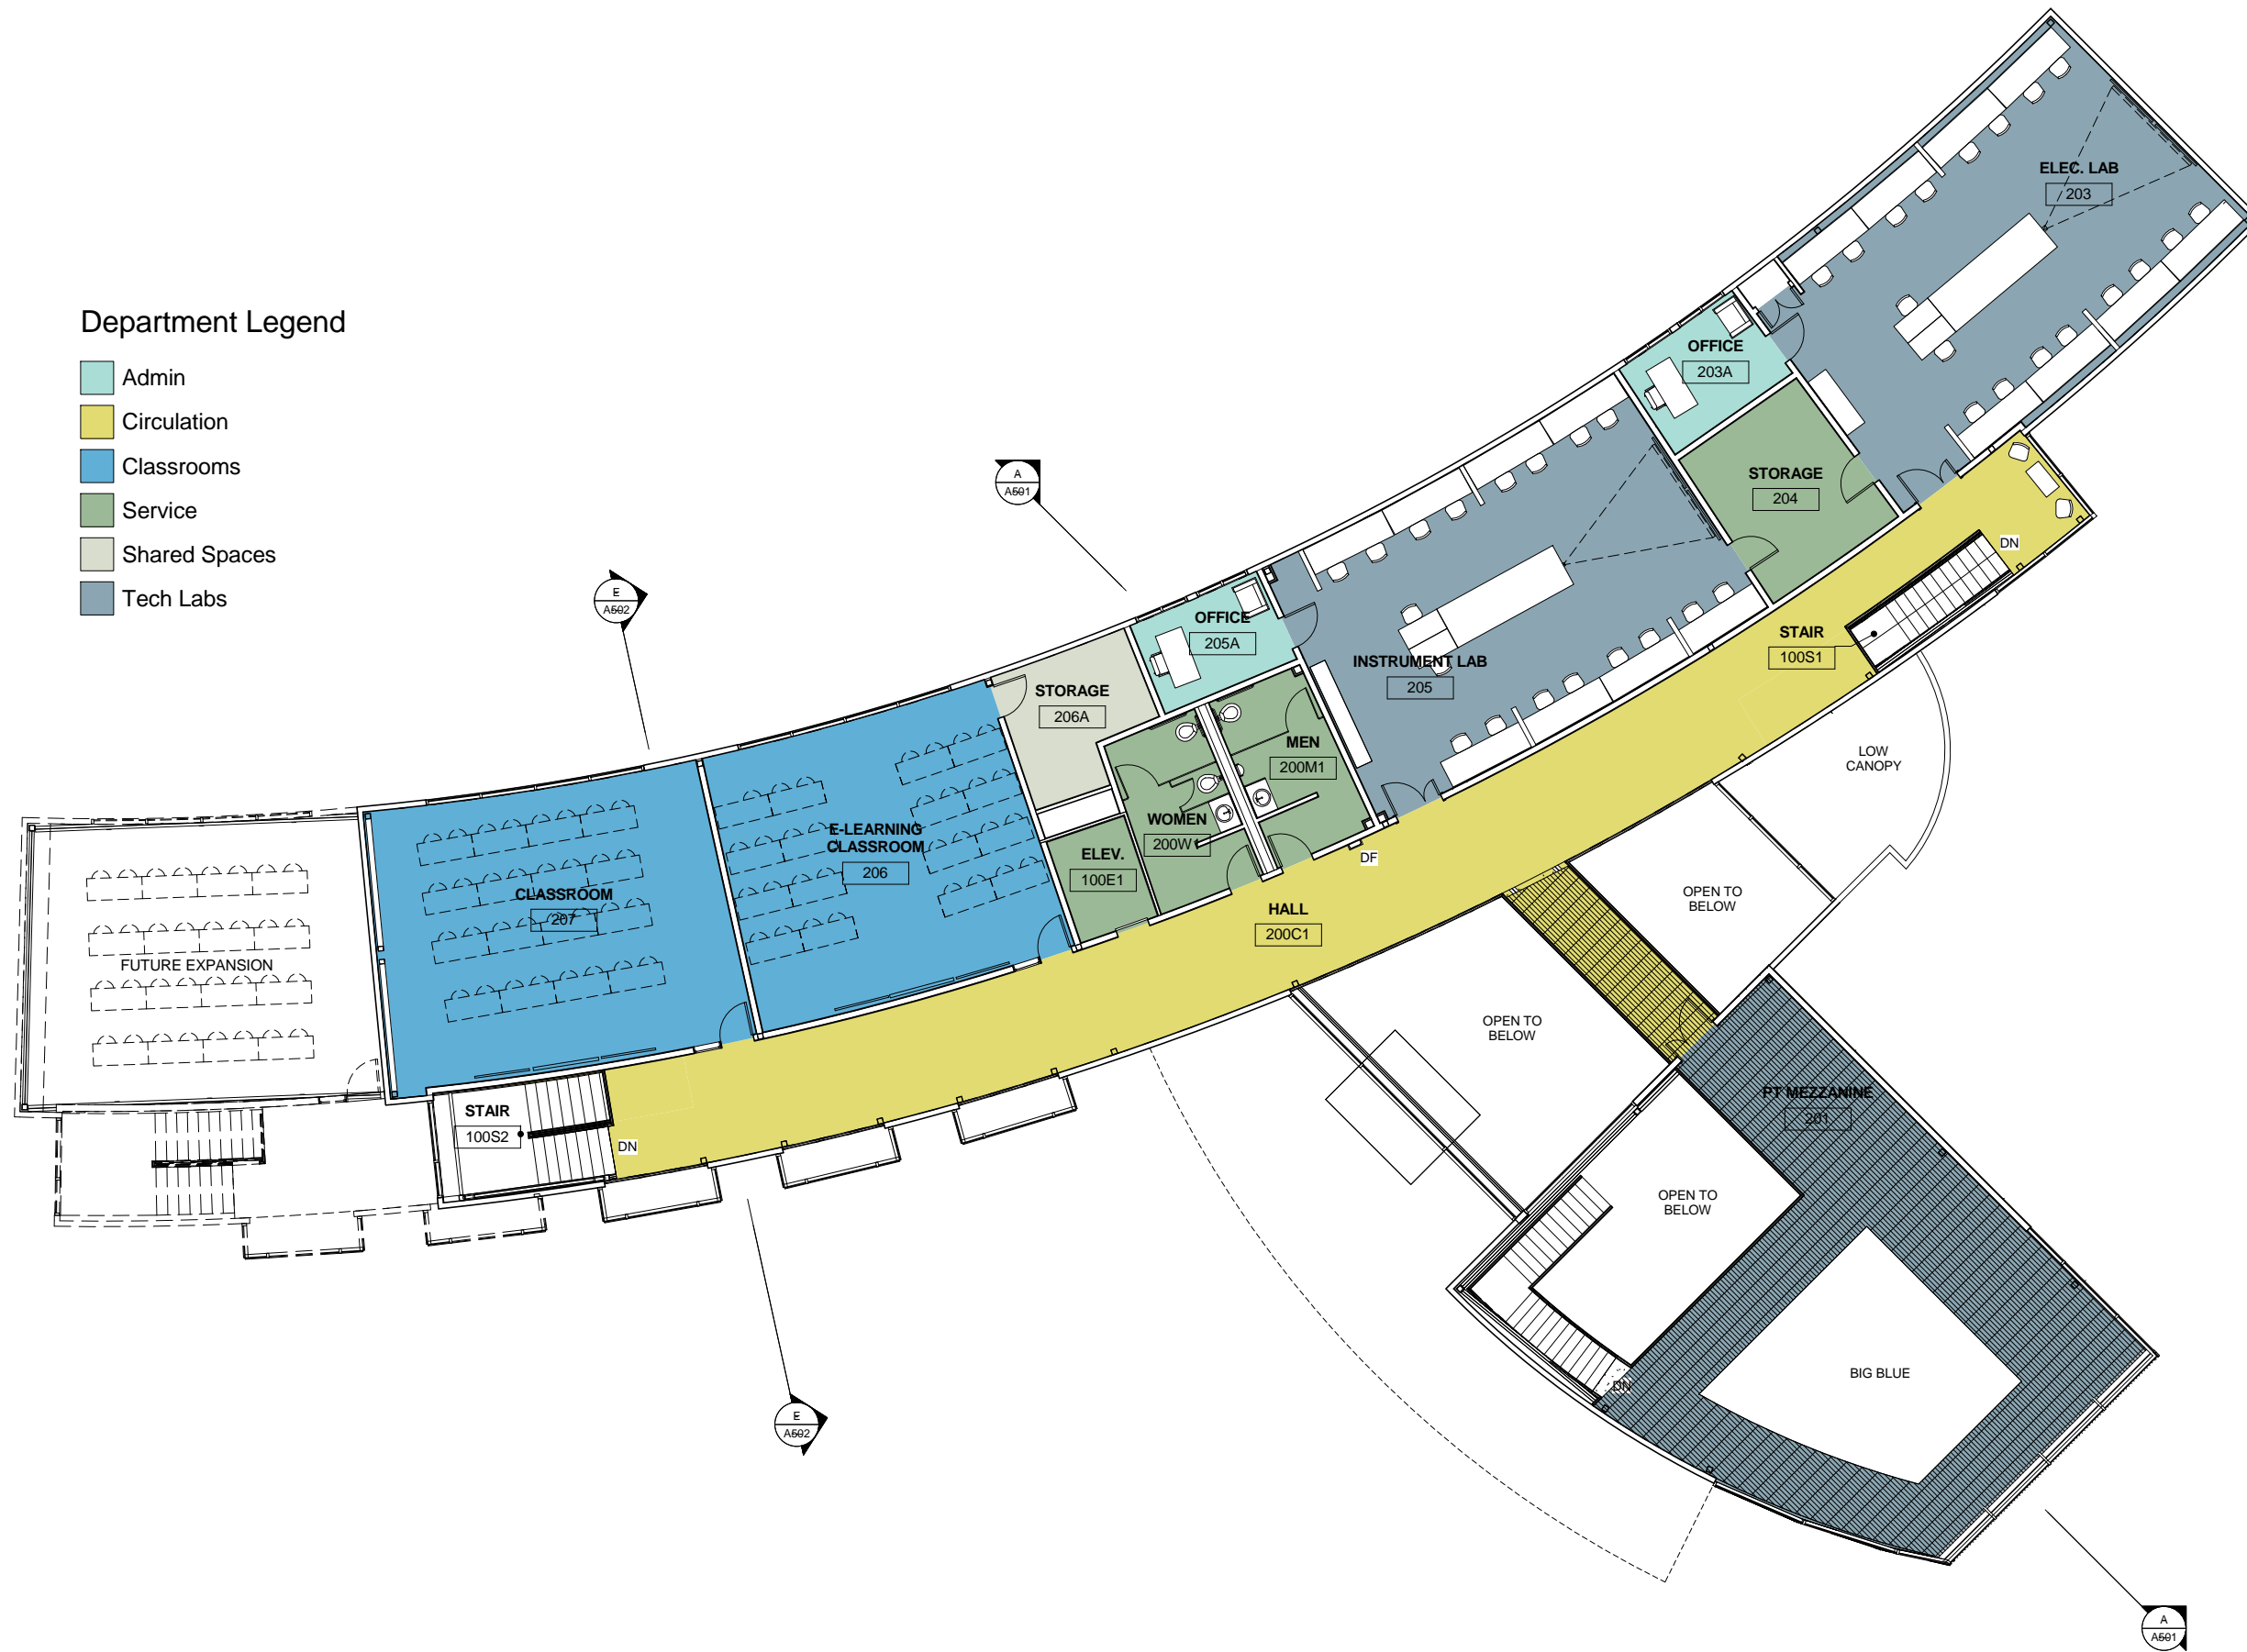 Department Legend
Admin
Circulation
Classrooms
Service
Shared Spaces
Tech Labs
ELEC. LAB
203
OFFICE
203A
STORAGE
204
DN
A
A501
E
A502
OFFICE
205A
INSTRUMENT LAB
205
STAIR
100S1
STORAGE
206A
MEN
200M1
LOW
CANOPY
WOMEN
200W1
E-LEARNING
CLASSROOM
206
ELEV.
100E1
DF
CLASSROOM
207
HALL
200C1
OPEN TO
BELOW
FUTURE EXPANSION
OPEN TO
BELOW
STAIR
100S2
DN
PT MEZZANINE
201
OPEN TO
BELOW
BIG BLUE
DN
E
A502
A
A501